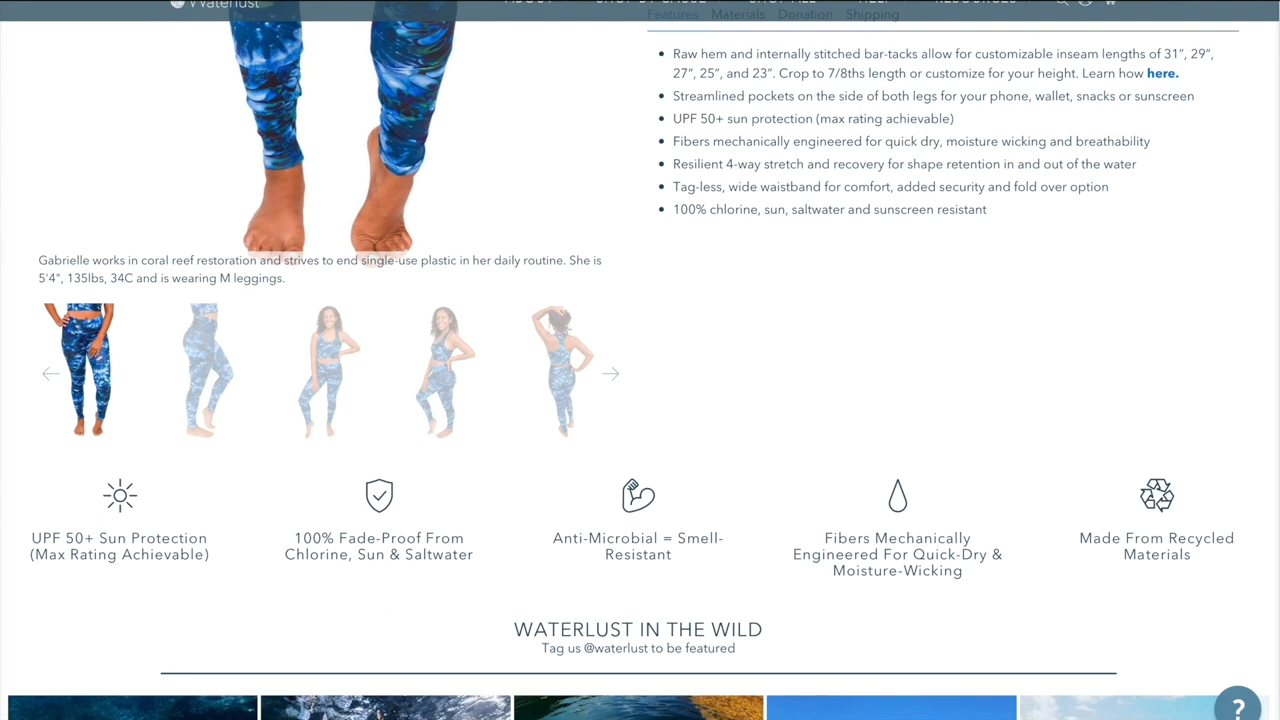 Waterlust
Features Materials Donation Shipping
• Raw hem and internally stitched bar-tacks allow for customizable inseam lengths of 31”, 29”,
27”, 25”, and 23”. Crop to 7/8ths length or customize for your height. Learn how here.
• Streamlined pockets on the side of both legs for your phone, wallet, snacks or sunscreen
• UPF 50+ sun protection (max rating achievable)
• Fibers mechanically engineered for quick dry, moisture wicking and breathability
• Resilient 4-way stretch and recovery for shape retention in and out of the water
• Tag-less, wide waistband for comfort, added security and fold over option
• 100% chlorine, sun, saltwater and sunscreen resistant
Gabrielle works in coral reef restoration and strives to end single-use plastic in her daily routine. She is
5'4", 135lbs, 34C and is wearing M leggings.
UPF 50+ Sun Protection
(Max Rating Achievable)
100% Fade-Proof From
Chlorine, Sun & Saltwater
Anti-Microbial = Smell-
Resistant
Fibers Mechanically
Engineered For Quick-Dry &
Moisture-Wicking
Made From Recycled
Materials
WATERLUST IN THE WILD
Tag us @waterlust to be featured
?